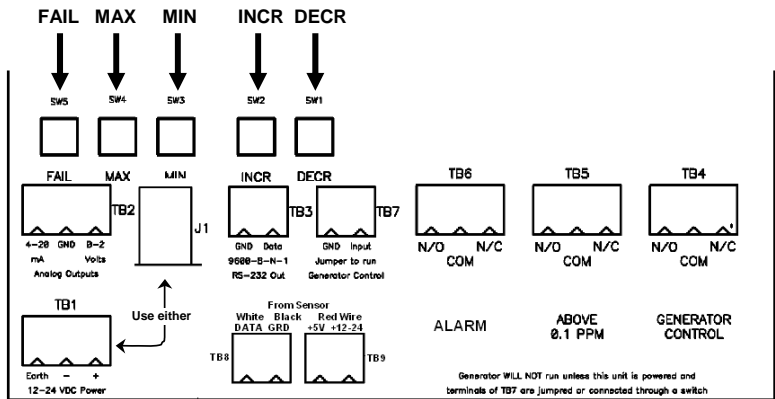 FAIL MAX MIN INCR DECR
SW5 SW4 SW3 SW2 SW1
FAIL MAX MIN INCR DECR
TB6 TB5 TB4
TB2 J1 TB3 TB7
4-20 GND 0-2
mA Volts
Analog Outputs
GND Data
9600-8-N-1
RS-232 Out
GND Input
Jumper to run
Generator Control
N/O N/C
COM
N/O N/C
COM
N/O N/C
COM
TB1
Use either
From Sensor
White Black Red Wire
DATA GRD +5V +12-24
TB8 TB9
ALARM
ABOVE
0.1 PPM
GENERATOR
CONTROL
Earth - +
12-24 VDC Power
Generator WILL NOT run unless this unit is powered and
terminals of TB7 are jumped or connected through a switch